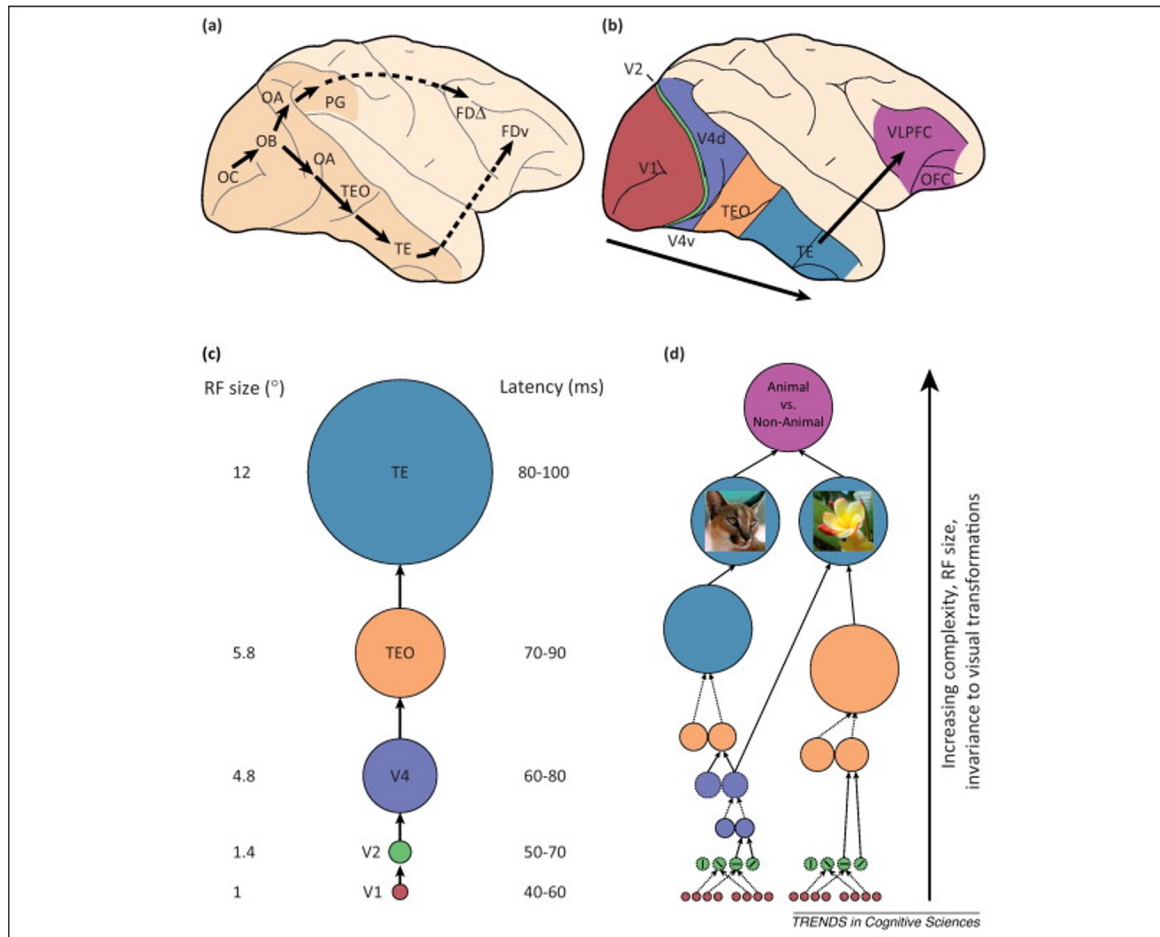 (a)
OA
PG
FDΔ
FDv
OB
OA
OC
TEO
TE
(b)
V2
V4d
VLPFC
V1
OFC
TEO
TE
V4v
(c)
RF size (°)
Latency (ms)
12
TE
80-100
5.8
TEO
70-90
4.8
V4
60-80
1.4
V2
50-70
1
V1
40-60
(d)
Animal
vs.
Non-Animal
Increasing complexity, RF size,
invariance to visual transformations
TRENDS in Cognitive Sciences